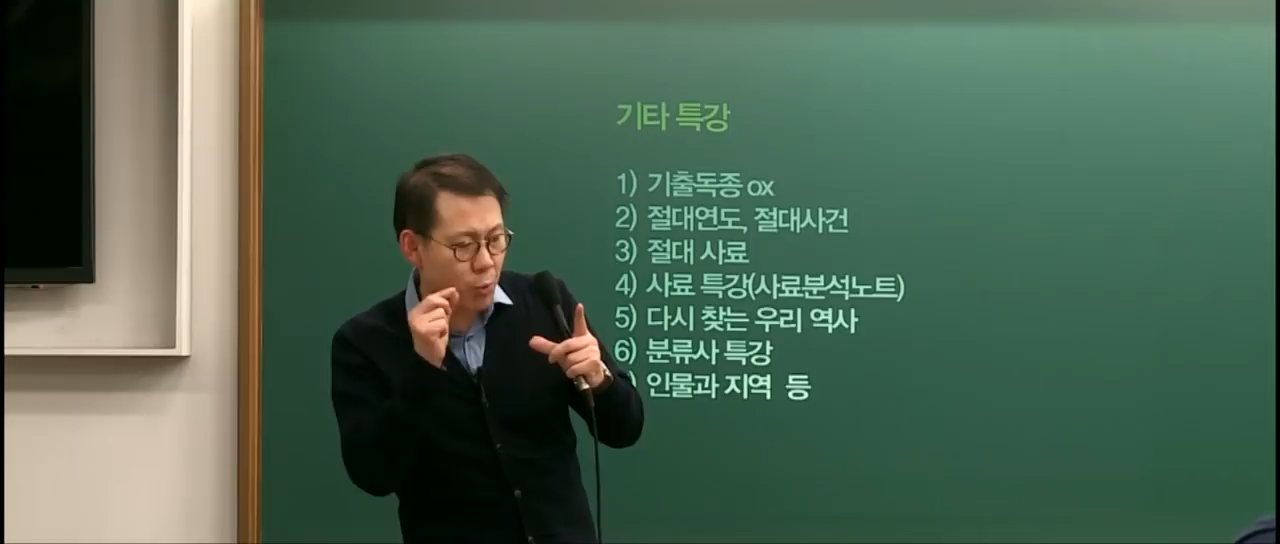 기타 특강
1) 기출독종 ox
2) 절대연도, 절대사건
3) 절대 사료
4) 사료 특강(사료분석노트)
5) 다시 찾는 우리 역사
6) 분류사 특강
) 인물과 지역 등